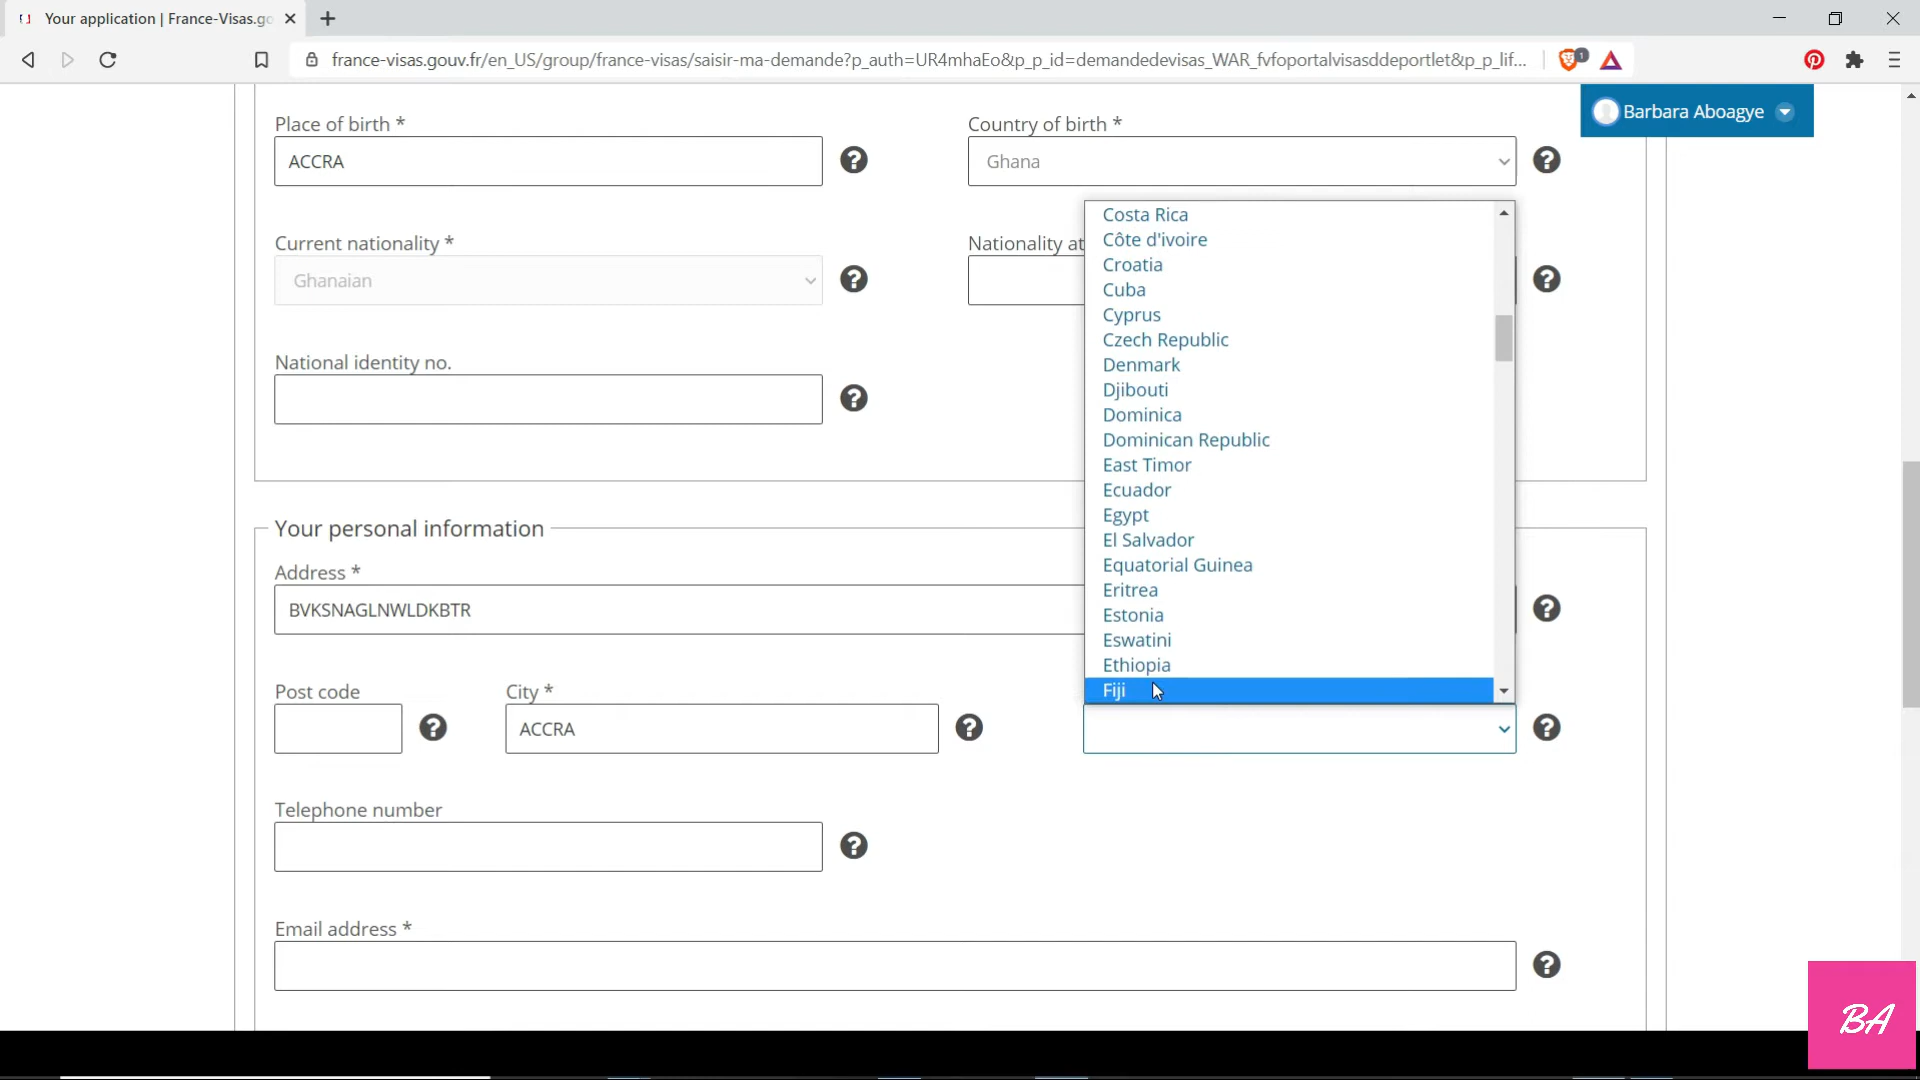 Your application | France-Visas.go
france-visas.gouv.fr/en_US/group/france-visas/saisir-ma-demande?p_auth=UR4mhaEo&p_p_id=demandedevisas_WAR_fvfoportalvisasddeportlet&p_p_lif...
1
Barbara Aboagye
Place of birth *
Country of birth *
ACCRA
Ghana
Current nationality *
Nationality at
Ghanaian
National identity no.
Costa Rica
Côte d'ivoire
Croatia
Cuba
Cyprus
Czech Republic
Denmark
Djibouti
Dominica
Dominican Republic
East Timor
Ecuador
Egypt
El Salvador
Equatorial Guinea
Eritrea
Estonia
Eswatini
Ethiopia
Fiji
Your personal information
Address *
BVKSNAGLNWLDKBTR
Post code
City *
ACCRA
Telephone number
Email address *
BA